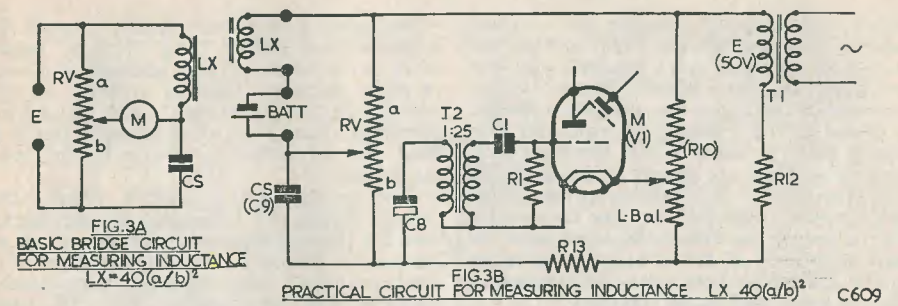 RV
a
b
E
M
LX
CS
FIG.3A
BASIC BRIDGE CIRCUIT
FOR MEASURING INDUCTANCE
LX=40(a/b)²
LX
BATT
RV
a
b
CS
(C9)
C8
T2
1:25
C1
R1
M
(V1)
(R10)
L-Bal.
E
(50V)
T1
~
R12
R13
FIG.3B
PRACTICAL CIRCUIT FOR MEASURING INDUCTANCE LX 40(a/b)²
C609